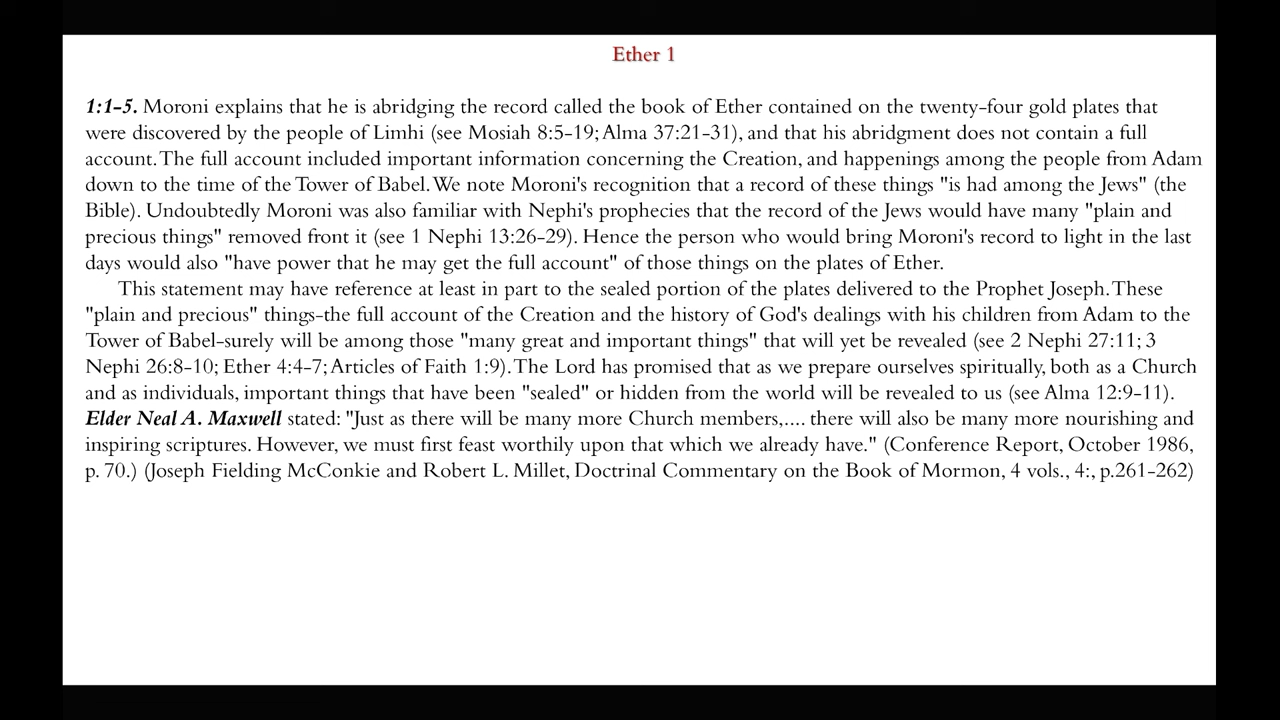 Ether 1
1:1-5. Moroni explains that he is abridging the record called the book of Ether contained on the twenty-four gold plates that
were discovered by the people of Limhi (see Mosiah 8:5-19; Alma 37:21-31), and that his abridgment does not contain a full
account. The full account included important information concerning the Creation, and happenings among the people from Adam
down to the time of the Tower of Babel. We note Moroni's recognition that a record of these things "is had among the Jews" (the
Bible). Undoubtedly Moroni was also familiar with Nephi's prophecies that the record of the Jews would have many "plain and
precious things" removed front it (see 1 Nephi 13:26-29). Hence the person who would bring Moroni's record to light in the last
days would also "have power that he may get the full account" of those things on the plates of Ether.
This statement may have reference at least in part to the sealed portion of the plates delivered to the Prophet Joseph. These
"plain and precious" things-the full account of the Creation and the history of God's dealings with his children from Adam to the
Tower of Babel-surely will be among those "many great and important things" that will yet be revealed (see 2 Nephi 27:11; 3
Nephi 26:8-10; Ether 4:4-7; Articles of Faith 1:9). The Lord has promised that as we prepare ourselves spiritually, both as a Church
and as individuals, important things that have been "sealed" or hidden from the world will be revealed to us (see Alma 12:9-11).
Elder Neal A. Maxwell stated: "Just as there will be many more Church members,.... there will also be many more nourishing and
inspiring scriptures. However, we must first feast worthily upon that which we already have." (Conference Report, October 1986,
p. 70.) (Joseph Fielding McConkie and Robert L. Millet, Doctrinal Commentary on the Book of Mormon, 4 vols., 4:, p.261-262)